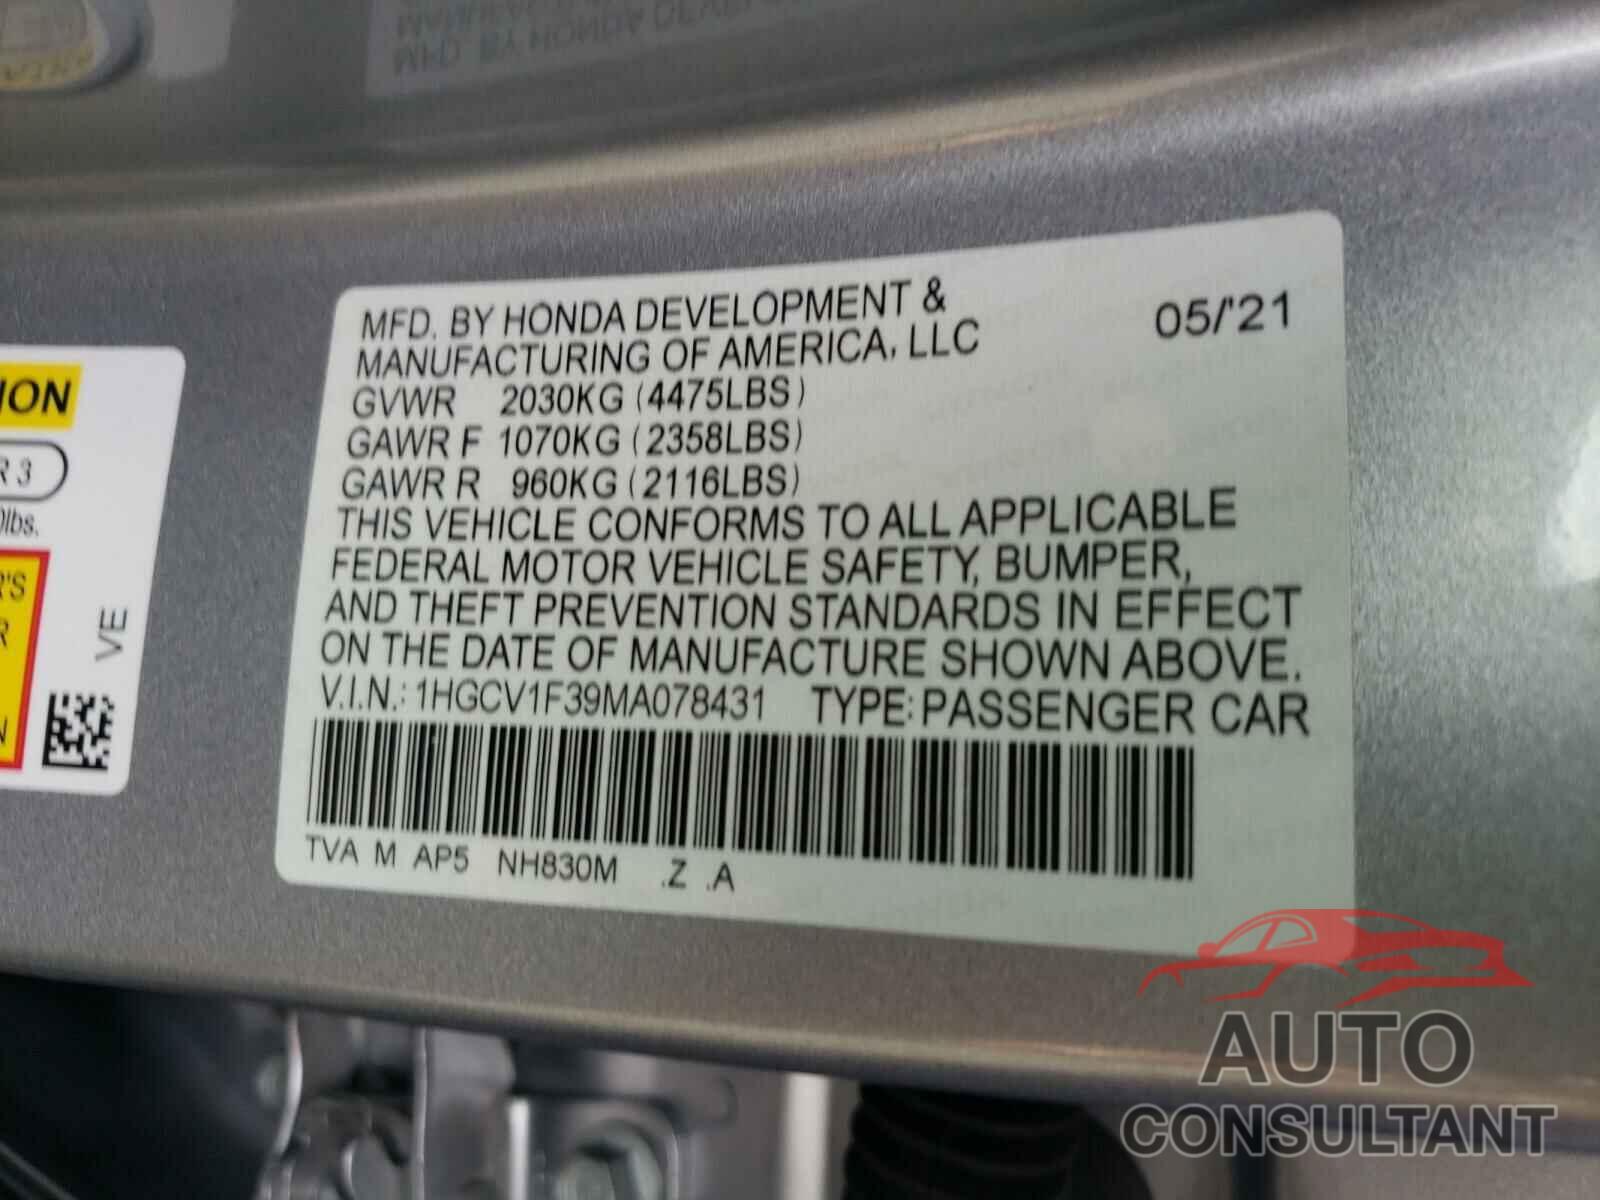 MFD. BY HONDA DEVELOPMENT &
MANUFACTURING OF AMERICA, LLC
05/'21
GVWR 2030KG (4475LBS)
GAWR F 1070KG (2358LBS)
GAWR R 960KG (2116LBS)
THIS VEHICLE CONFORMS TO ALL APPLICABLE
FEDERAL MOTOR VEHICLE SAFETY, BUMPER,
AND THEFT PREVENTION STANDARDS IN EFFECT
ON THE DATE OF MANUFACTURE SHOWN ABOVE.
V.I.N.: 1HGCV1F39MA078431 TYPE: PASSENGER CAR
TVA M AP5 NH830M .Z .A
ION
R 3
lbs.
R'S
R
N
VE
AUTO
CONSULTANT